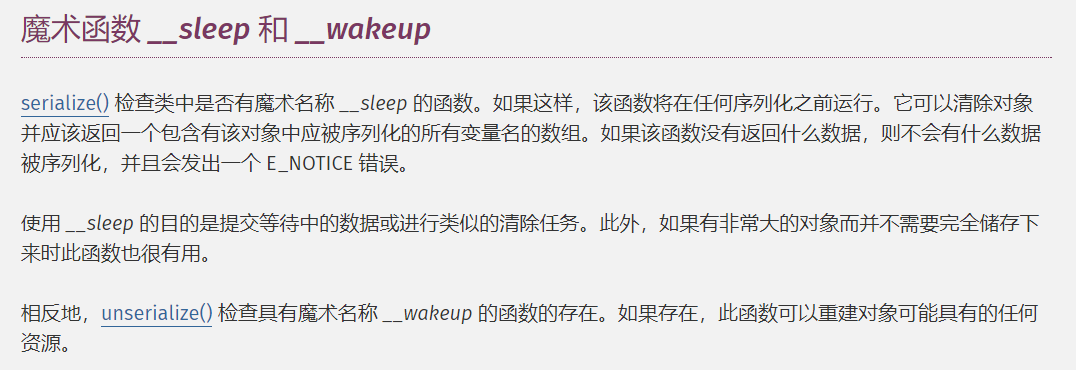 魔术函数 __sleep 和 __wakeup
serialize() 检查类中是否有魔术名称 __sleep 的函数。如果这样，该函数将在任何序列化之前运行。它可以清除对象
并应该返回一个包含有该对象中应被序列化的所有变量名的数组。如果该函数没有返回什么数据，则不会有什么数据
被序列化，并且会发出一个 E_NOTICE 错误。
使用 __sleep 的目的是提交等待中的数据或进行类似的清除任务。此外，如果有非常大的对象而并不需要完全储存下
来时此函数也很有用。
相反地，unserialize() 检查具有魔术名称 __wakeup 的函数的存在。如果存在，此函数可以重建对象可能具有的任何
资源。